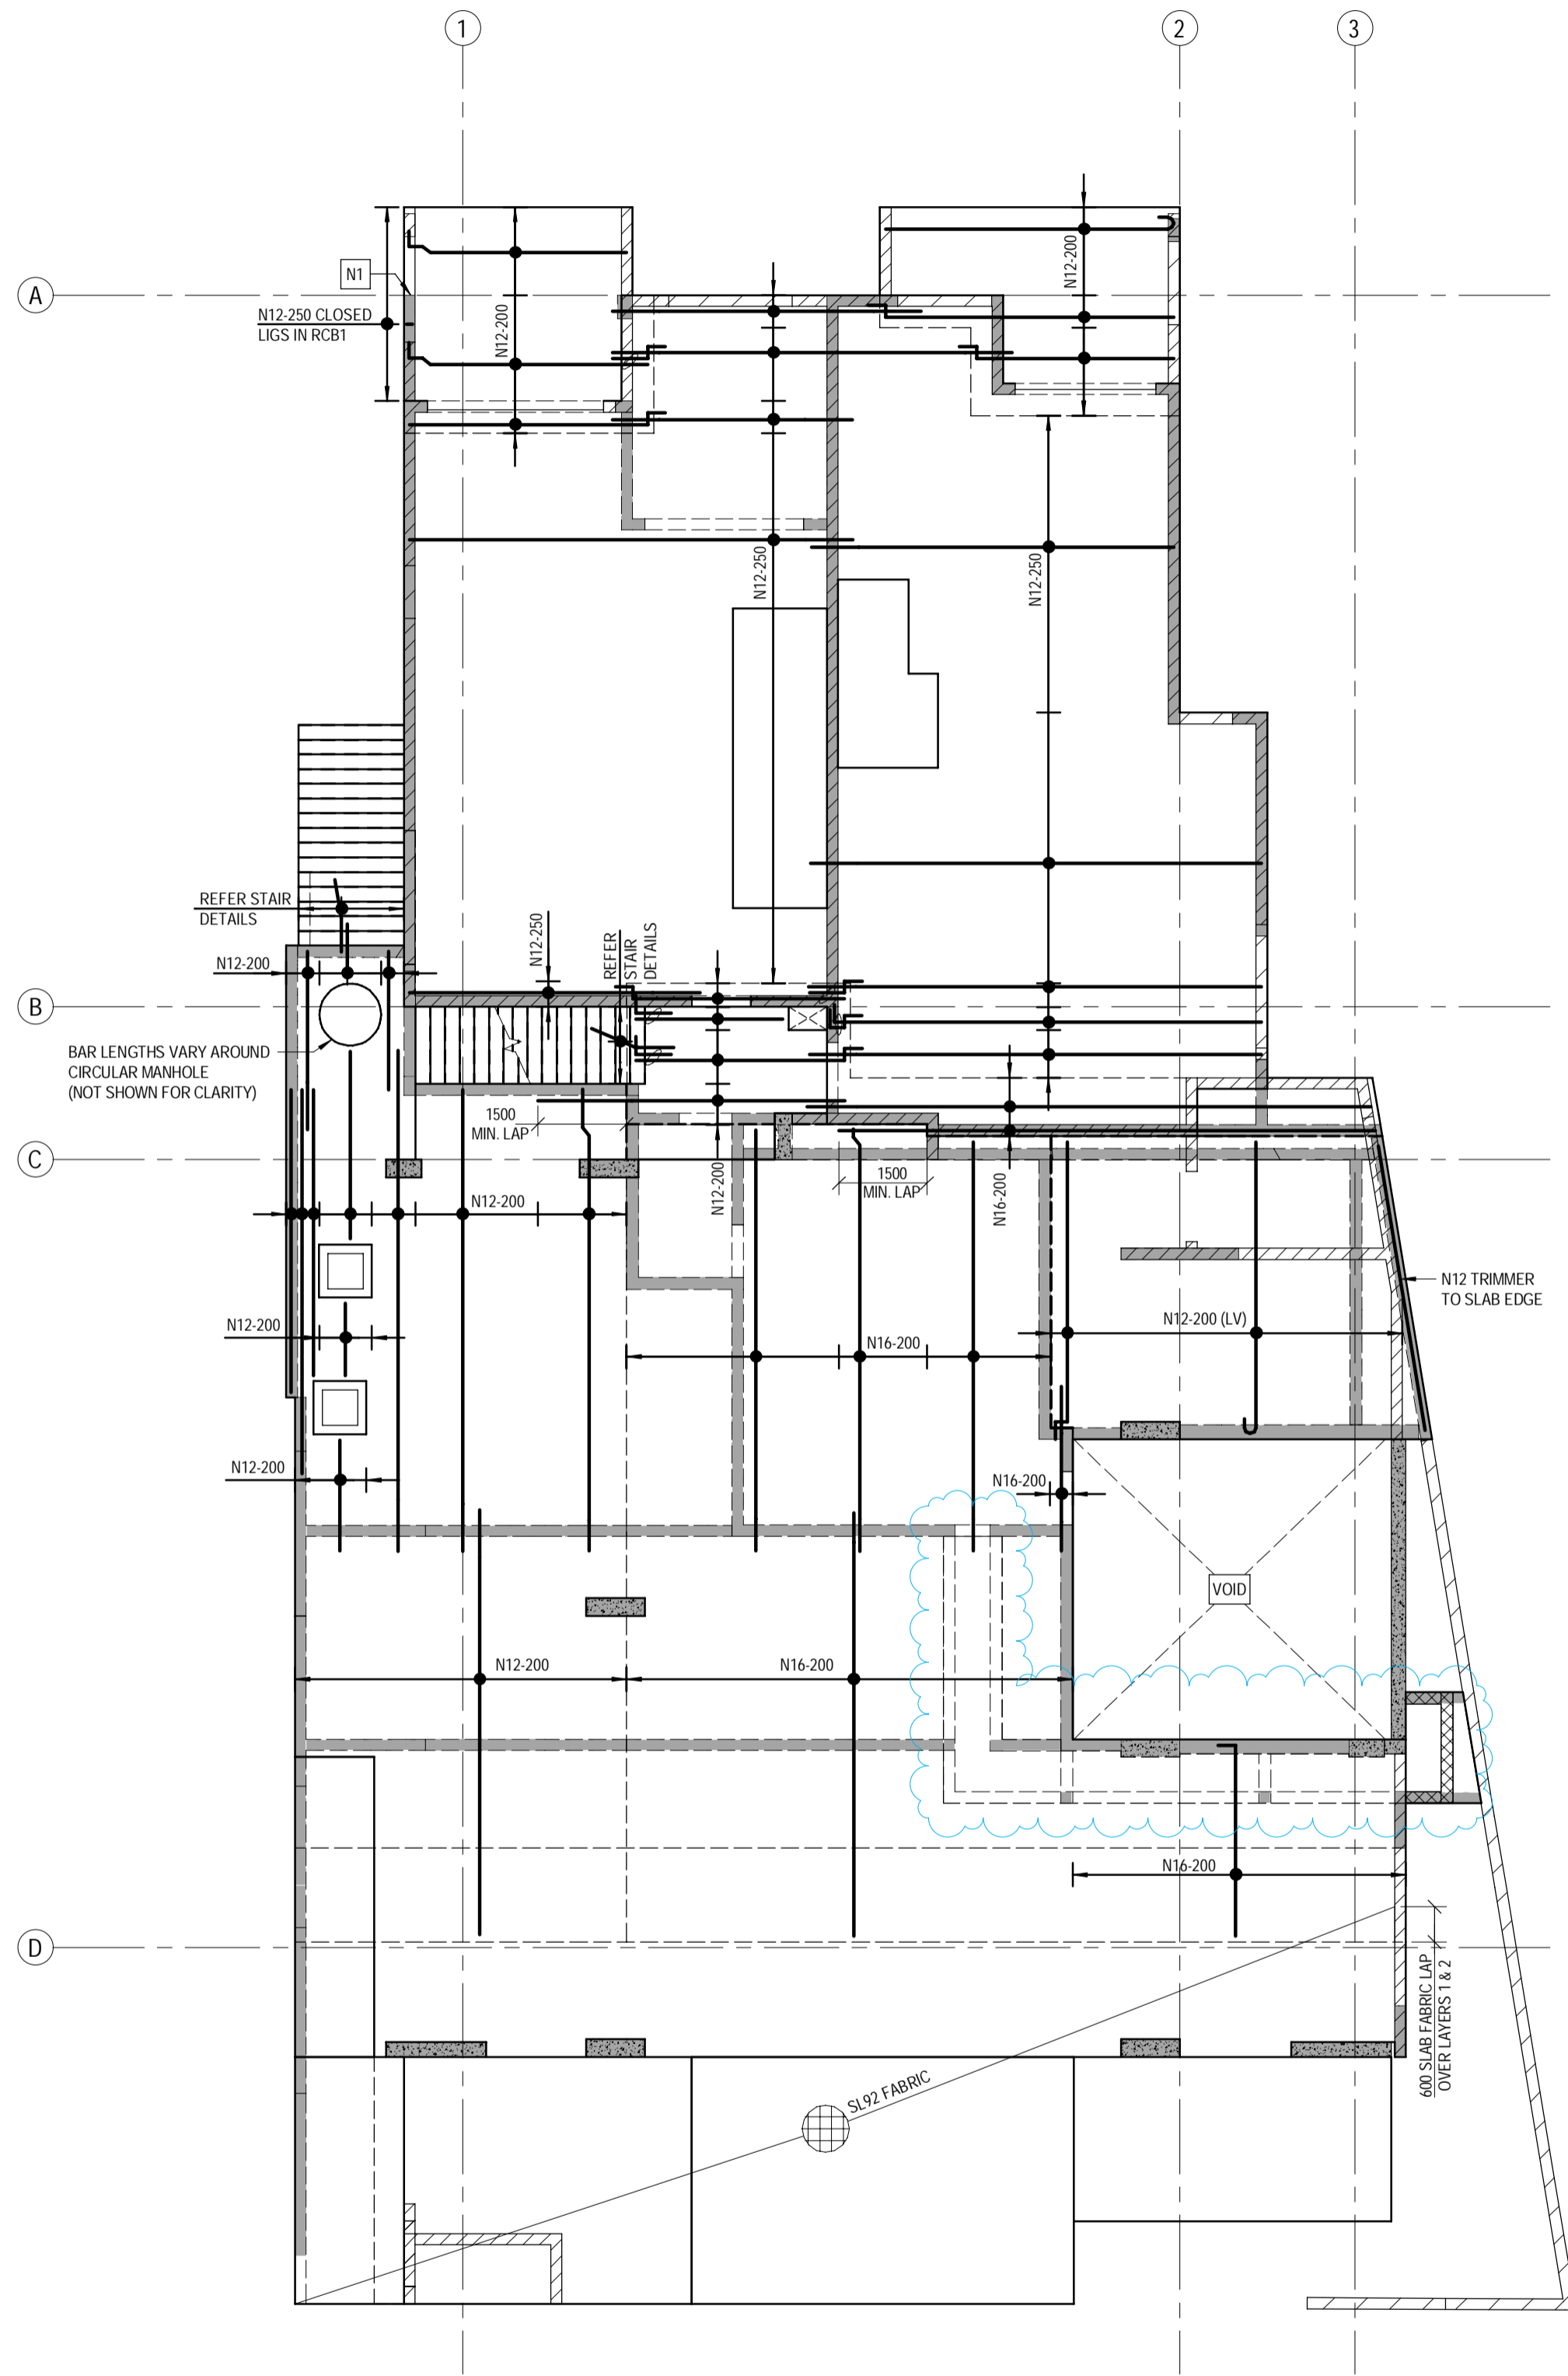 1
2
3
A
N1
N12-250 CLOSED
LIGS IN RCB1
N12-200
N12-200
N12-250
N12-250
REFER STAIR
DETAILS
N12-250
REFER
STAIR
DETAILS
N12-200
B
BAR LENGTHS VARY AROUND
CIRCULAR MANHOLE
(NOT SHOWN FOR CLARITY)
1500
MIN. LAP
C
1500
MIN. LAP
N12-200
N12-200
N16-200
N12 TRIMMER
TO SLAB EDGE
N12-200
N12-200 (LV)
N16-200
N12-200
N16-200
VOID
N12-200
N16-200
N16-200
D
600 SLAB FABRIC LAP
OVER LAYERS 1 & 2
SL92 FABRIC